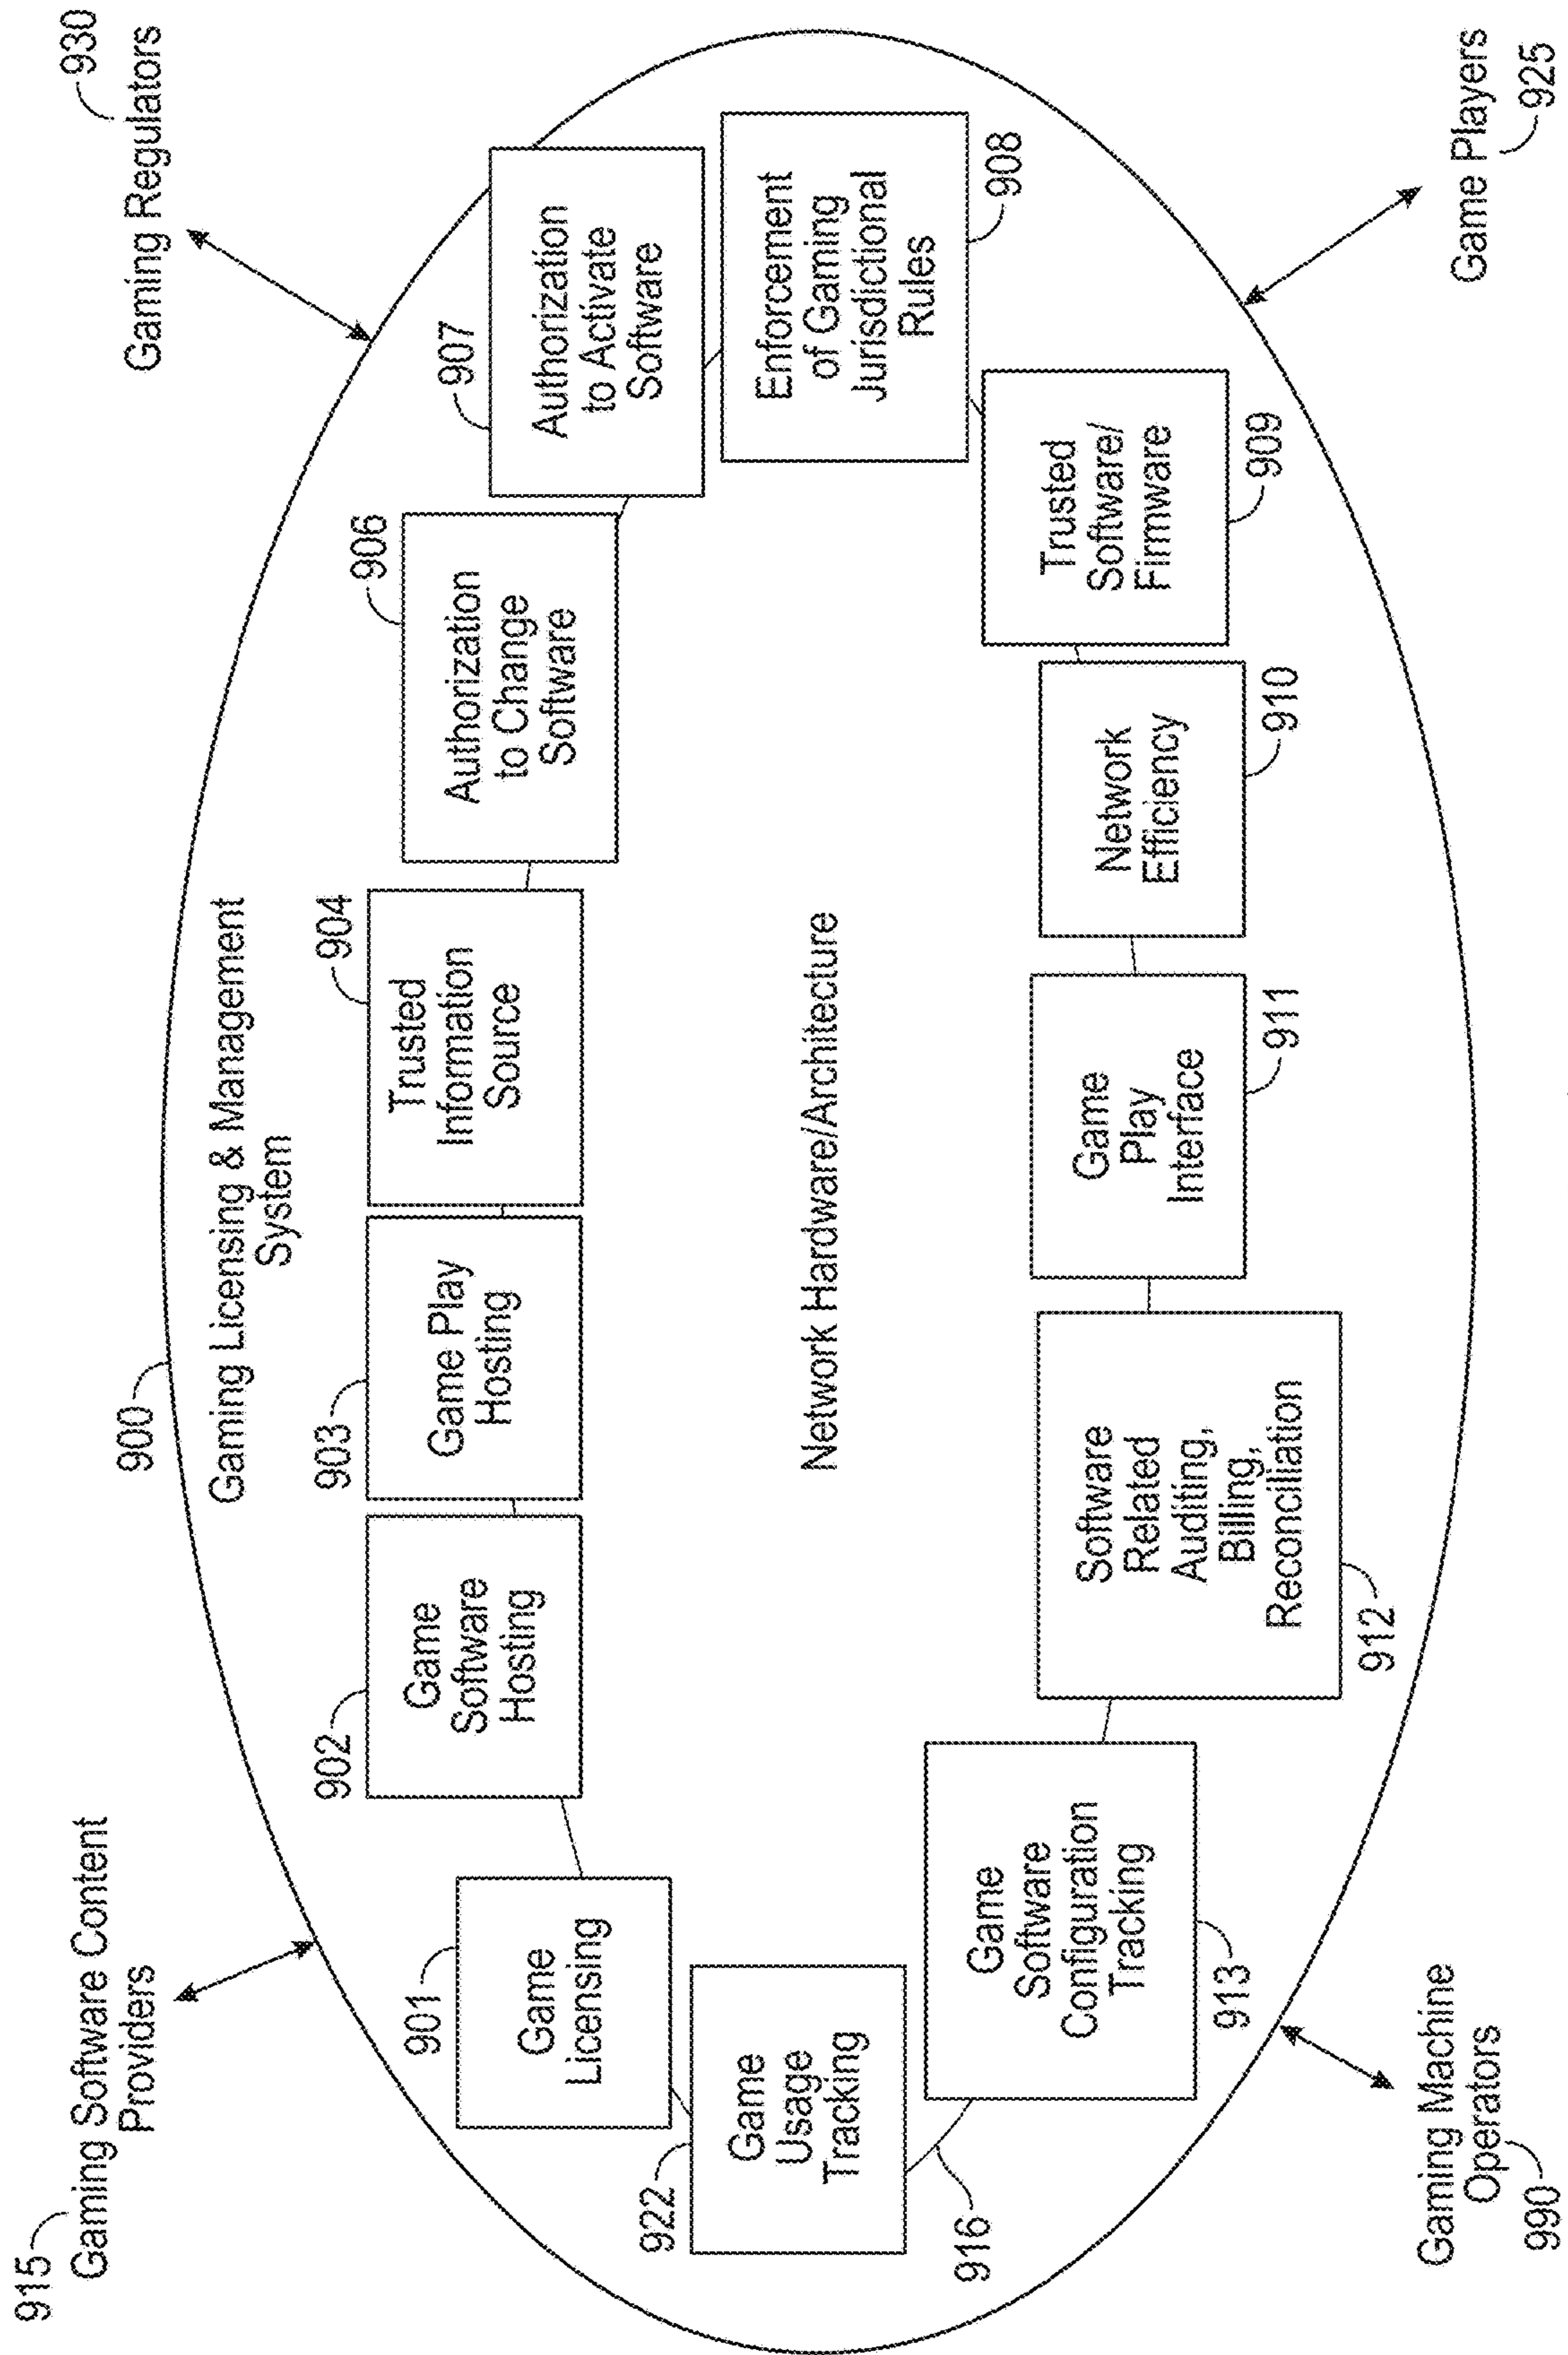 915
Gaming Software Content
Providers
900
Gaming Licensing & Management
System
930
Gaming Regulators
901
Game
Licensing
902
Game
Software
Hosting
903
Game Play
Hosting
904
Trusted
Information
Source
906
Authorization
to Change
Software
907
Authorization
to Activate
Software
922
Game
Usage
Tracking
916
Network Hardware/Architecture
Enforcement
of Gaming
Jurisdictional
Rules
908
Game
Software
Configuration
Tracking
913
Software
Related
Auditing,
Billing,
Reconciliation
912
Game
Play
Interface
911
Network
Efficiency
910
Trusted
Software/
Firmware
909
Gaming Machine
Operators
990
Game Players
925